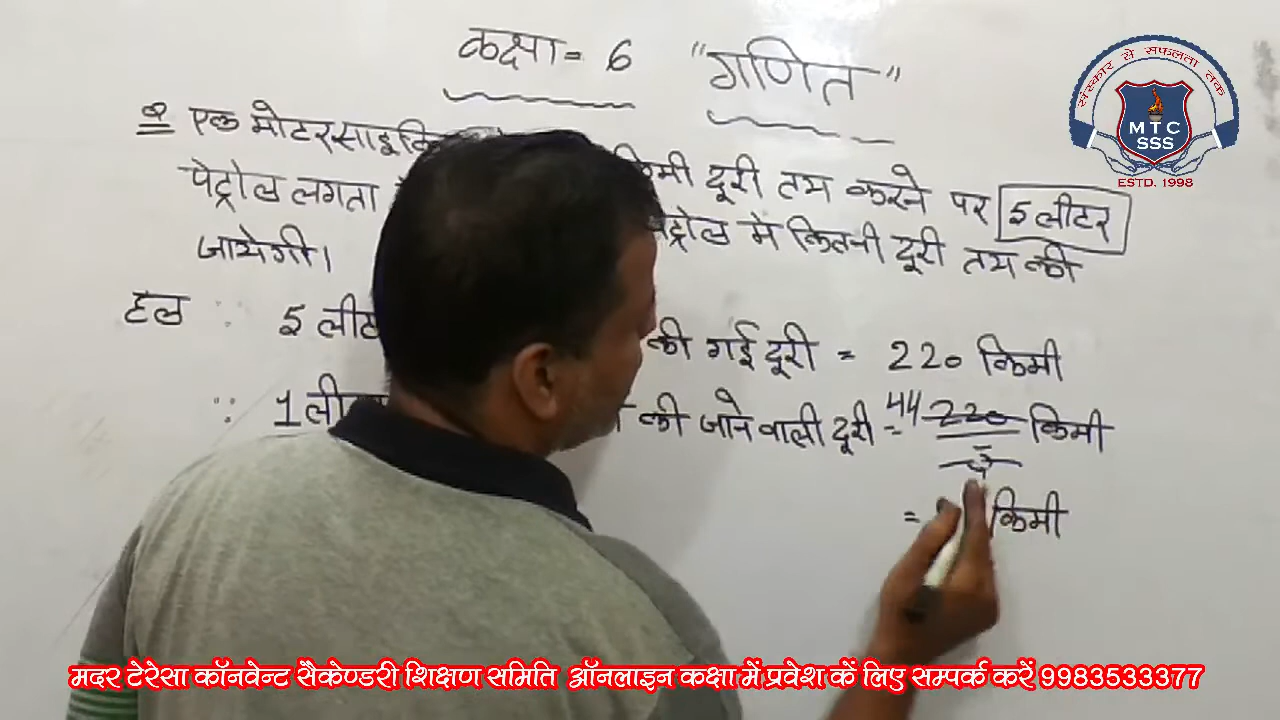 कक्षा = 6 "गणित"
संस्कार से सफलता तक
MTC
SSS
ESTD. 1998
एक मोटरसाइकि किमी दूरी तय करने पर 5 लीटर
पेट्रोल लगता पेट्रोल में कितनी दूरी तय की
जायेगी।
हल ∵ 5 लीट की गई दूरी = 220 किमी
∵ 1 ली की जाने वाली दूरी = 44 220 किमी
5
= किमी
मदर टेरेसा कॉनवेन्ट सैकेण्डरी शिक्षण समिति ऑनलाइन कक्षा में प्रवेश कें लिए सम्पर्क करें 9983533377